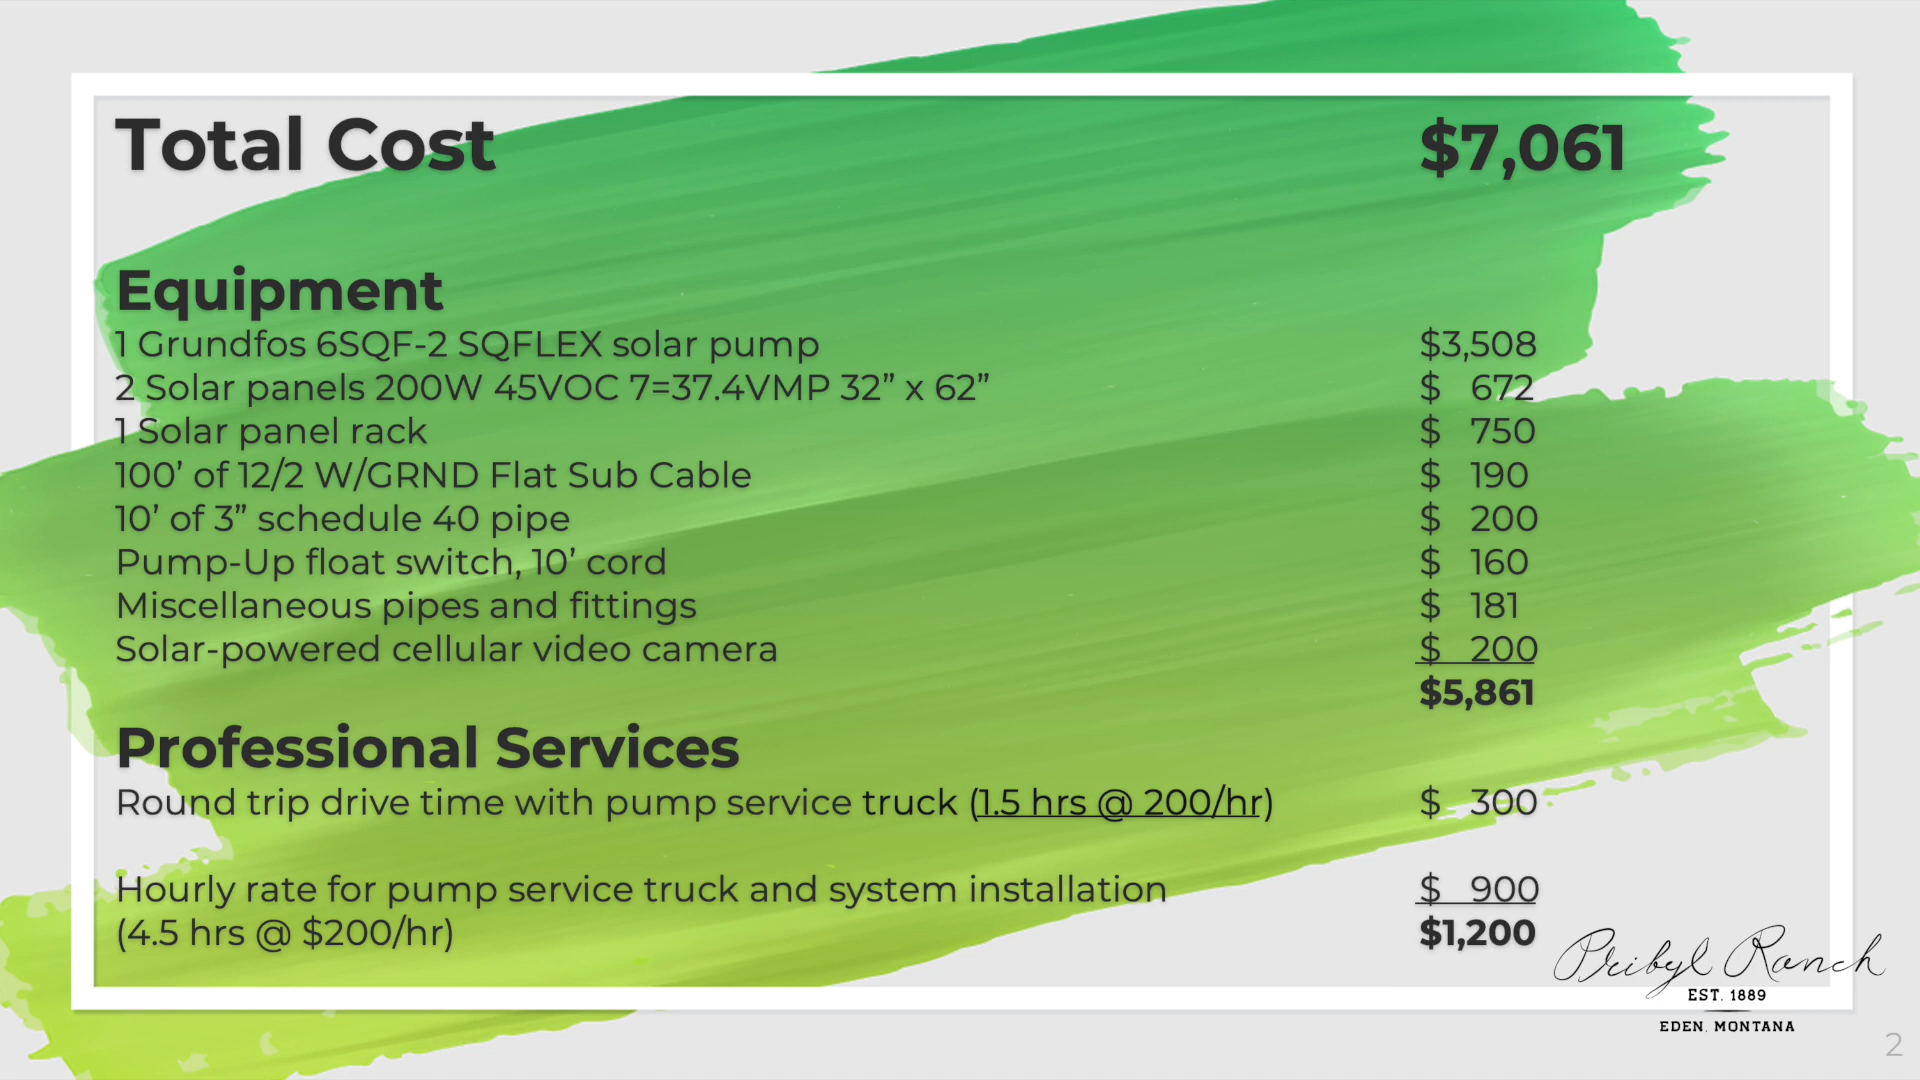 Total Cost $7,061
Equipment
1 Grundfos 6SQF-2 SQFLEX solar pump $3,508
2 Solar panels 200W 45VOC 7=37.4VMP 32” x 62” $ 672
1 Solar panel rack $ 750
100’ of 12/2 W/GRND Flat Sub Cable $ 190
10’ of 3” schedule 40 pipe $ 200
Pump-Up float switch, 10’ cord $ 160
Miscellaneous pipes and fittings $ 181
Solar-powered cellular video camera $ 200
$5,861
Professional Services
Round trip drive time with pump service truck (1.5 hrs @ 200/hr) $ 300
Hourly rate for pump service truck and system installation $ 900
(4.5 hrs @ $200/hr) $1,200
Pribyl Ranch
EST. 1889
EDEN, MONTANA
2